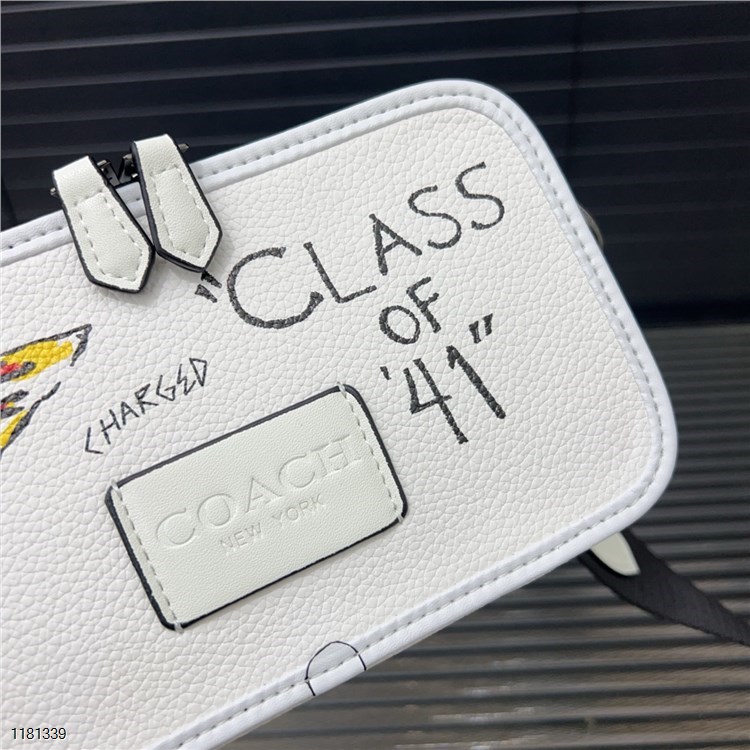 "CLASS
OF
'41"
CHARGED
COACH
NEW YORK
1181339